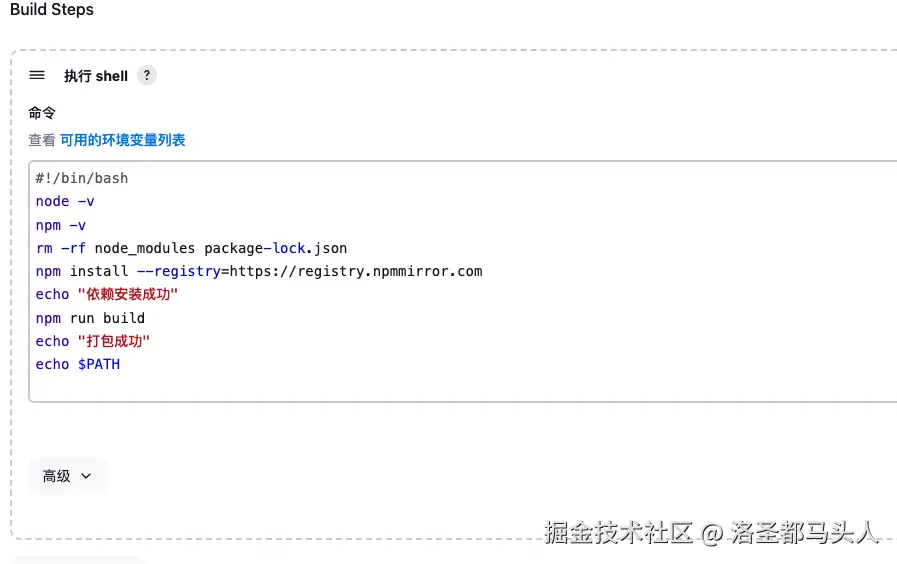 Build Steps
执行 shell ?
命令
查看 可用的环境变量列表
#!/bin/bash
node -v
npm -v
rm -rf node_modules package-lock.json
npm install --registry=https://registry.npmmirror.com
echo "依赖安装成功"
npm run build
echo "打包成功"
echo $PATH
高级
掘金技术社区 @ 洛圣都马头人